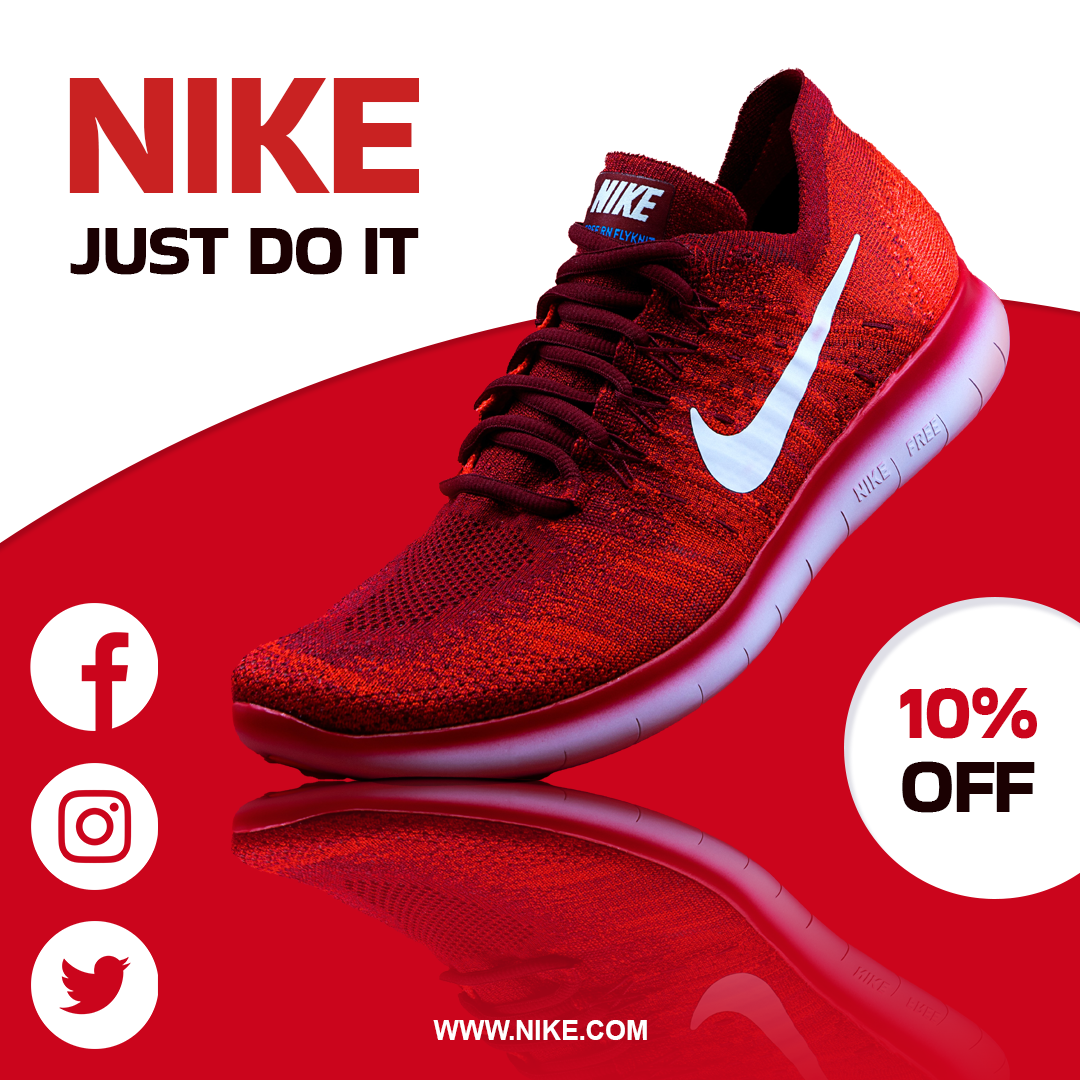 NIKE
JUST DO IT
NIKE
FREE RN FLYKNIT
NIKE FREE
10%
OFF
WWW.NIKE.COM